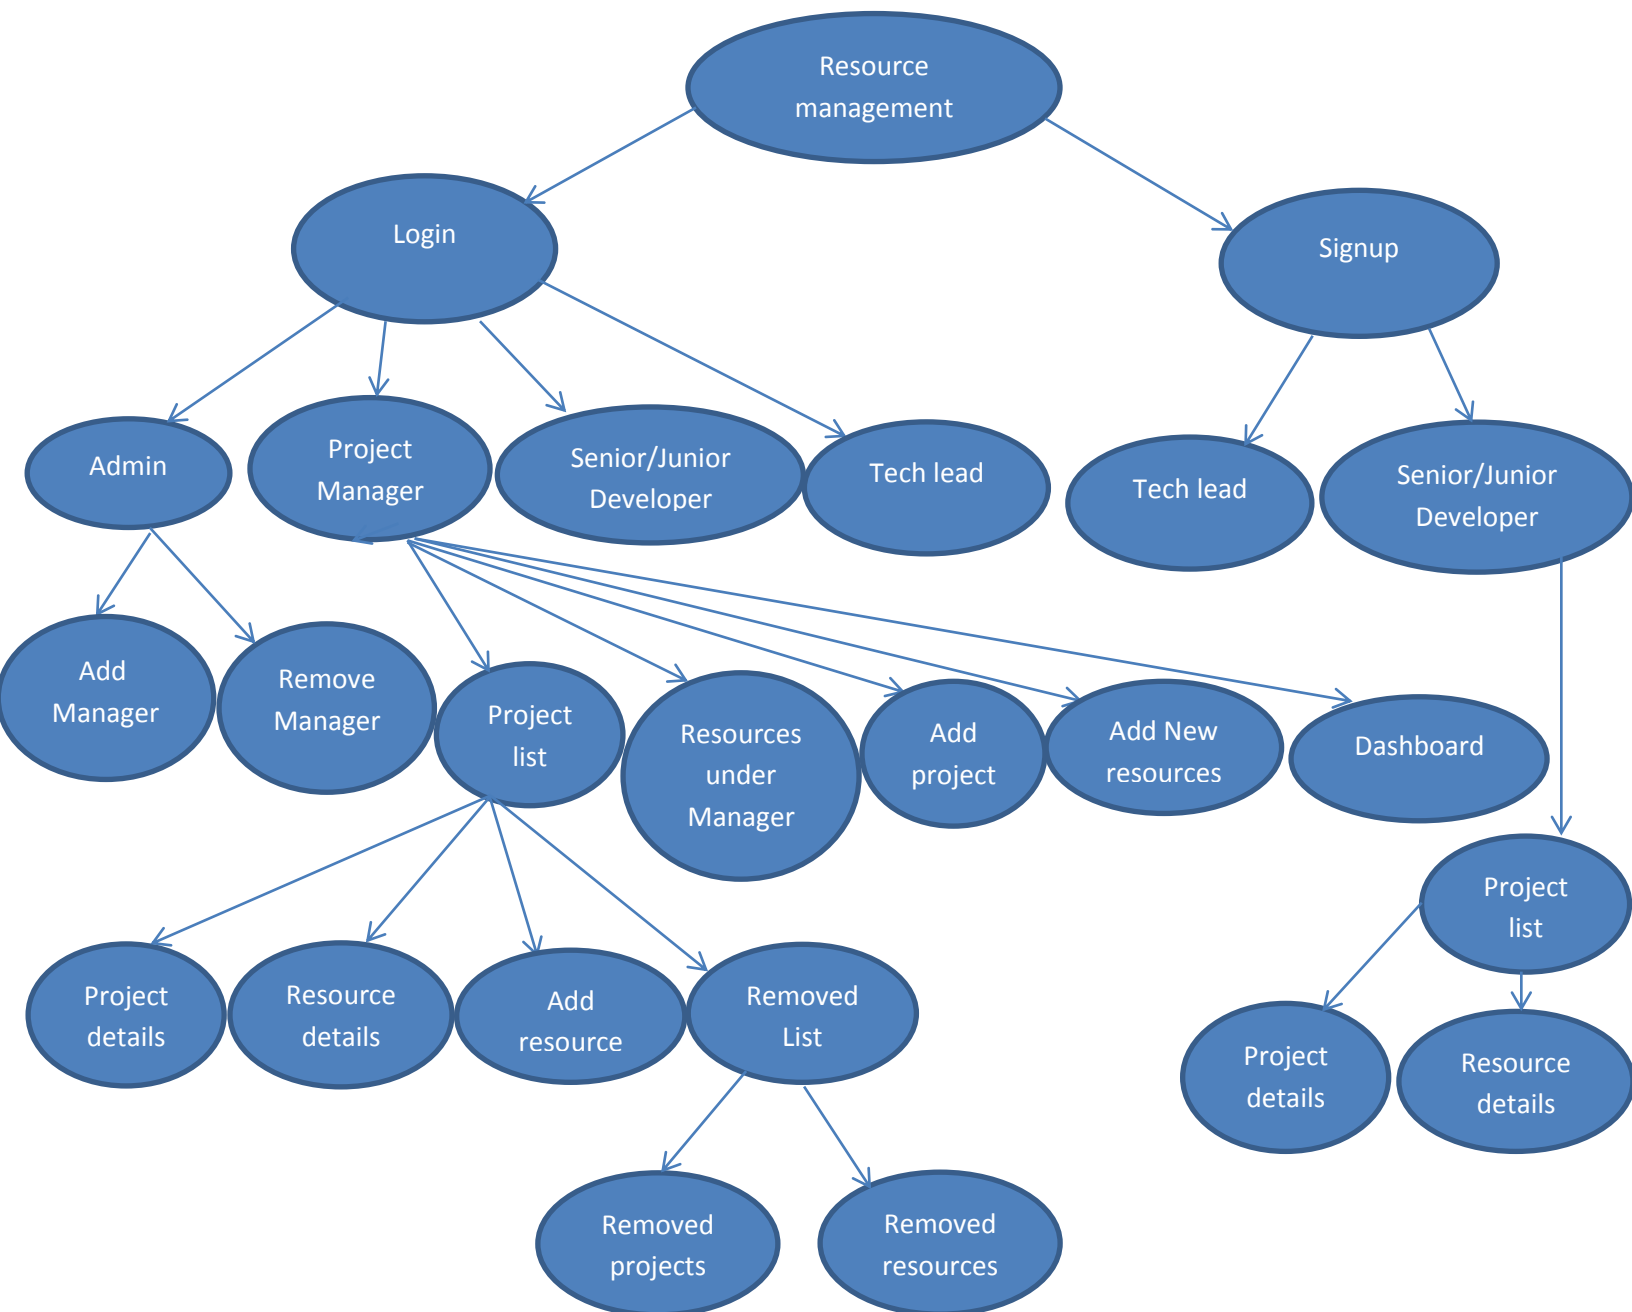 Resource
management
Login
Signup
Admin
Project
Manager
Senior/Junior
Developer
Tech lead
Tech lead
Senior/Junior
Developer
Add
Manager
Remove
Manager
Project
list
Resources
under
Manager
Add
project
Add New
resources
Dashboard
Project
list
Project
details
Resource
details
Add
resource
Removed
List
Project
details
Resource
details
Removed
projects
Removed
resources